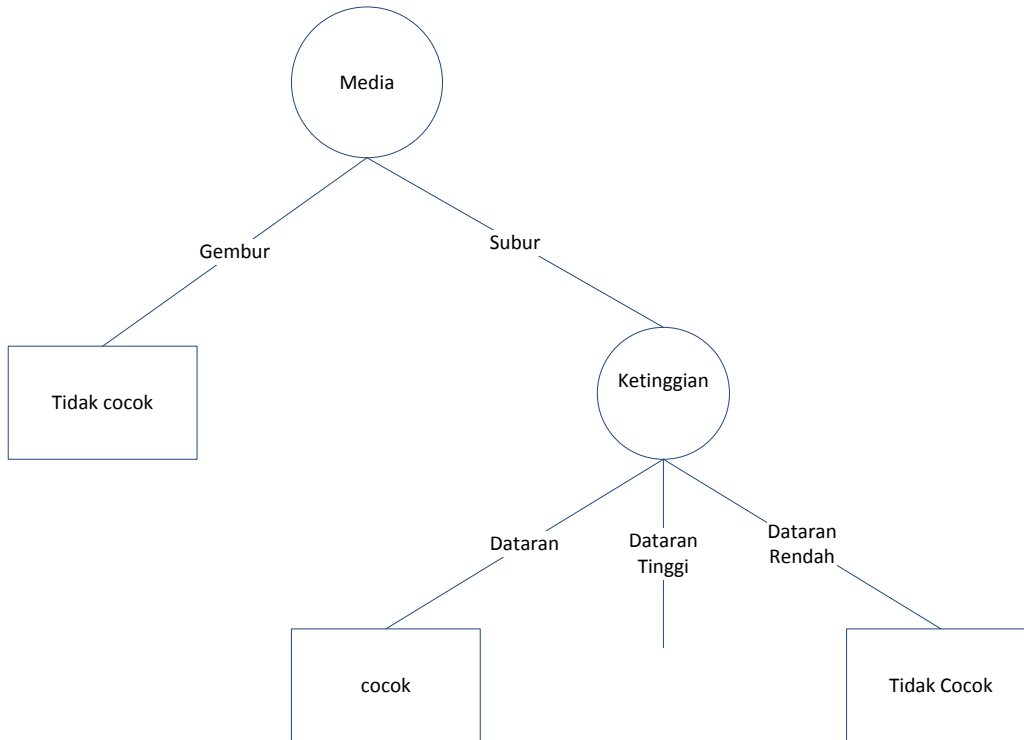 Media
Gembur
Subur
Tidak cocok
Ketinggian
Dataran
Dataran
Tinggi
Dataran
Rendah
cocok
Tidak Cocok